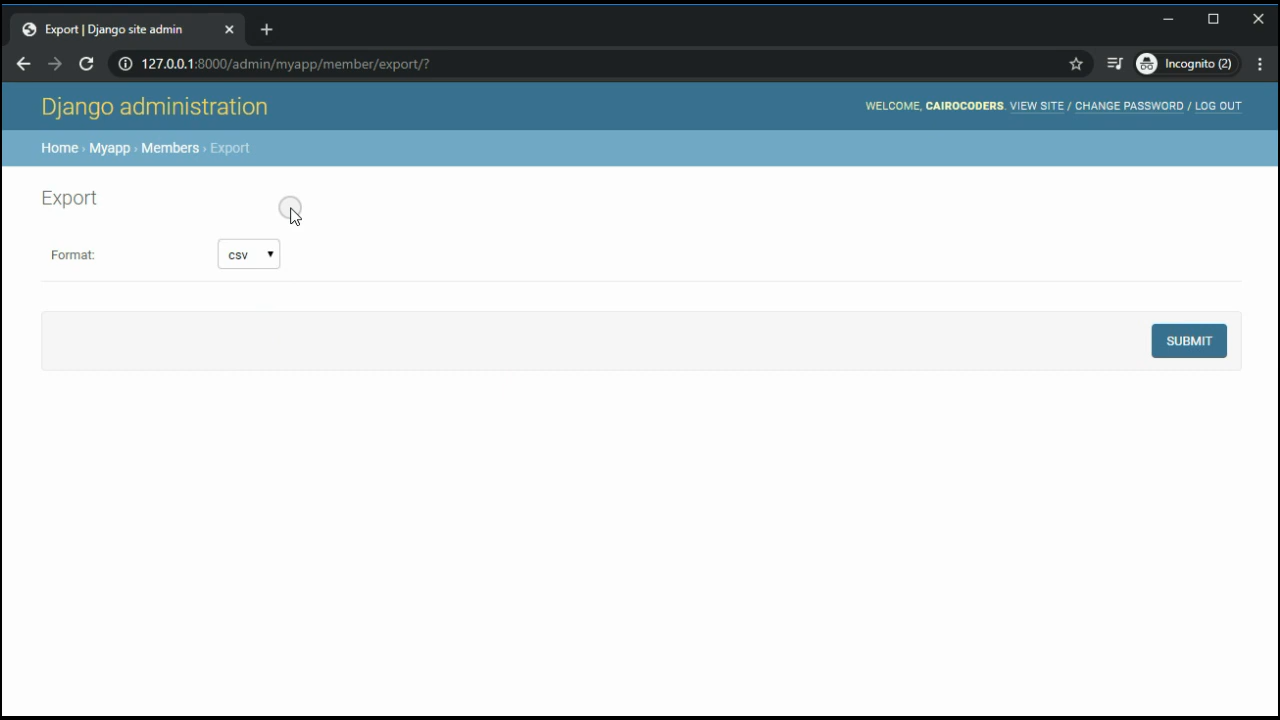 Export | Django site admin
127.0.0.1:8000/admin/myapp/member/export/?
Incognito (2)
Django administration
WELCOME, CAIROCODERS. VIEW SITE / CHANGE PASSWORD / LOG OUT
Home › Myapp › Members › Export
Export
Format:
csv
SUBMIT